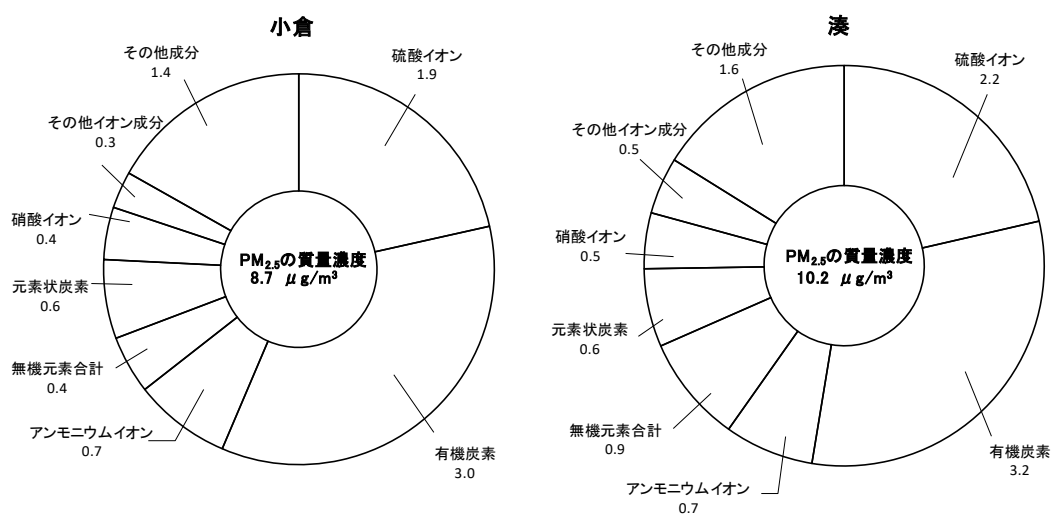 小倉
その他成分
1.4
硫酸イオン
1.9
その他イオン成分
0.3
硝酸イオン
0.4
元素状炭素
0.6
無機元素合計
0.4
アンモニウムイオン
0.7
有機炭素
3.0
PM2.5の質量濃度
8.7 μg/m³
湊
その他成分
1.6
硫酸イオン
2.2
その他イオン成分
0.5
硝酸イオン
0.5
元素状炭素
0.6
無機元素合計
0.9
アンモニウムイオン
0.7
有機炭素
3.2
PM2.5の質量濃度
10.2 μg/m³